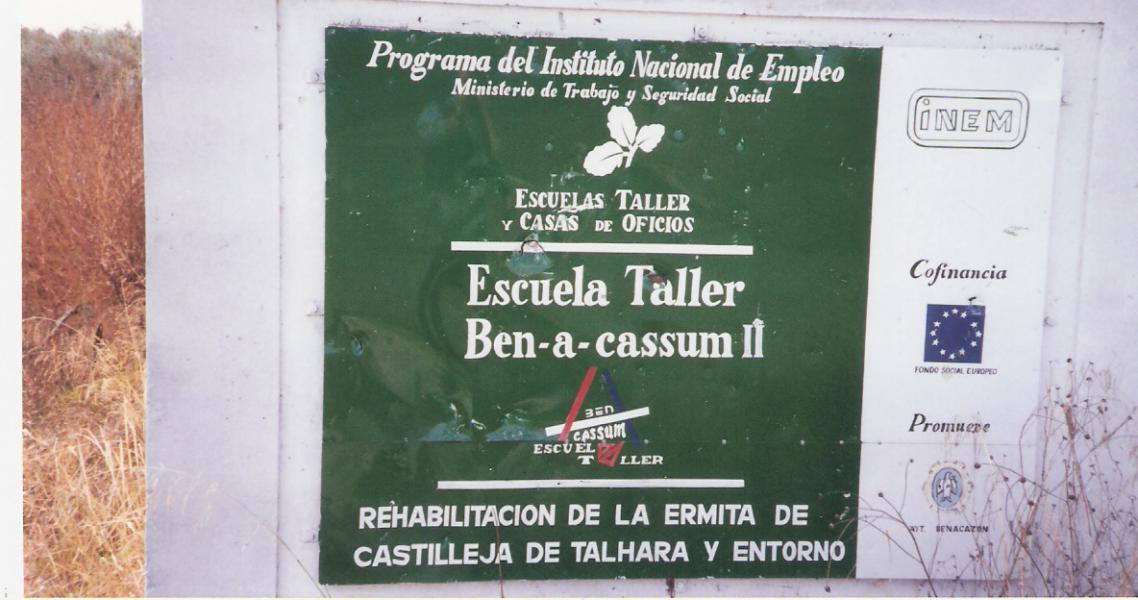 Programa del Instituto Nacional de Empleo
Ministerio de Trabajo y Seguridad Social
ESCUELAS TALLER
Y CASAS DE OFICIOS
Escuela Taller
Ben-a-cassum II
BEN
CASSUM
ESCUELA
TALLER
REHABILITACION DE LA ERMITA DE
CASTILLEJA DE TALHARA Y ENTORNO
INEM
Cofinancia
FONDO SOCIAL EUROPEO
Promueve
AYT. BENACAZON